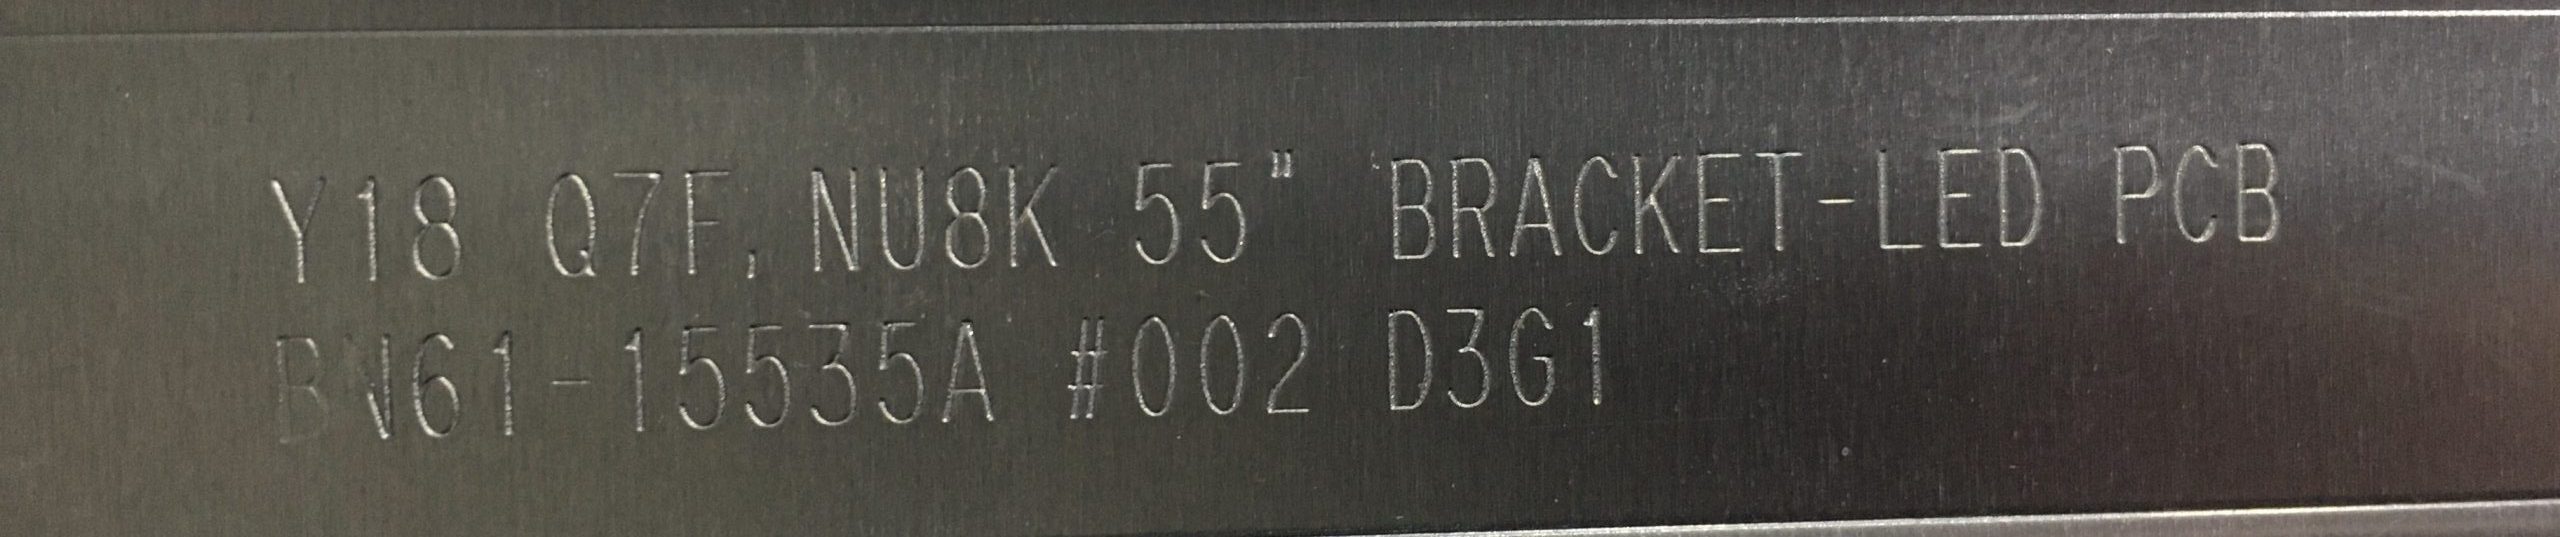 Y18 Q7F, NU8K 55" BRACKET-LED PCB
BN61-15535A #002 D3G1